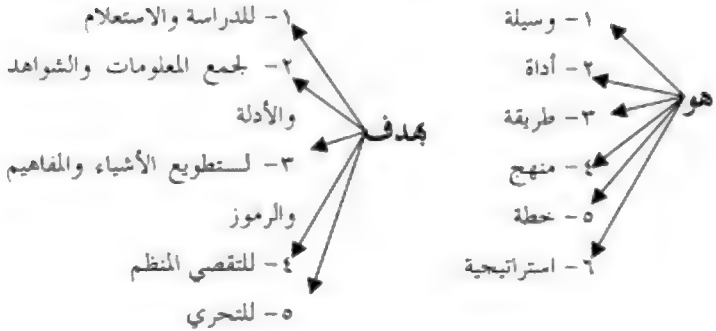 هو
١- وسيلة
٢- أداة
٣- طريقة
٤- منهج
٥- خطة
٦- استراتيجية
بهدف
١- للدراسة والاستعلام
٢- لجمع المعلومات والشواهد
والأدلة
٣- لستطويع الأشياء والمفاهيم
والرموز
٤- للتقصي المنظم
٥- للتحري